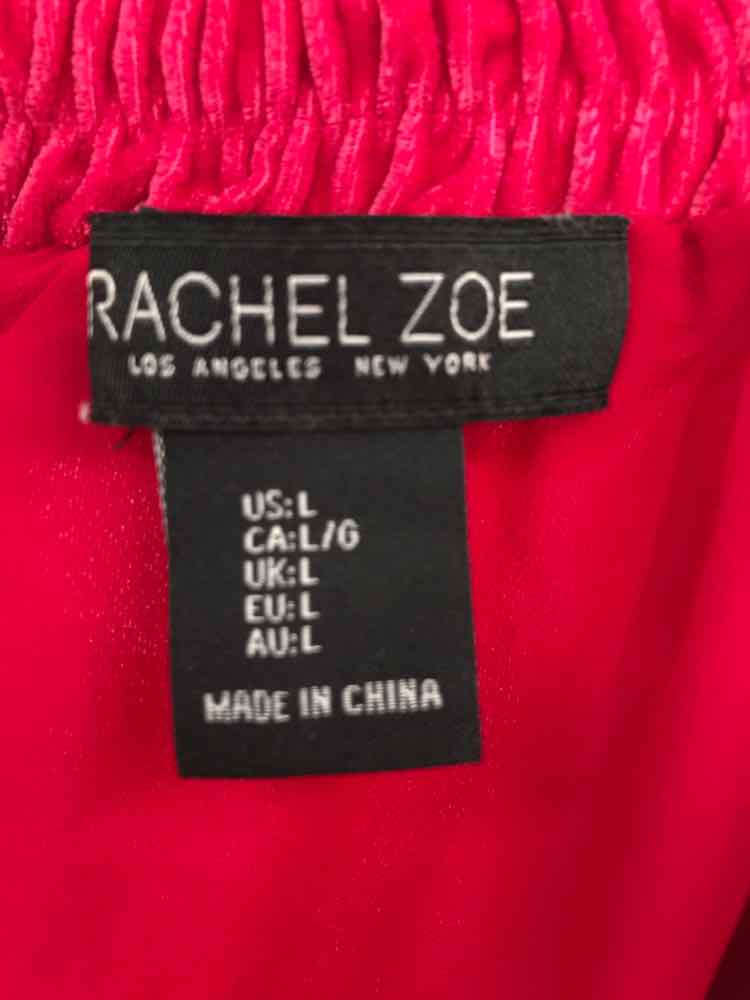 RACHEL ZOE
LOS ANGELES NEW YORK
US:L
CA:L/G
UK:L
EU:L
AU:L
MADE IN CHINA